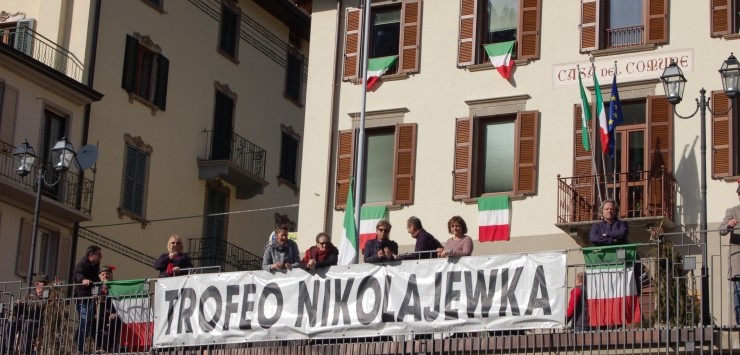 CASA DEL COMUNE
TROFEO NIKOLAJEWKA